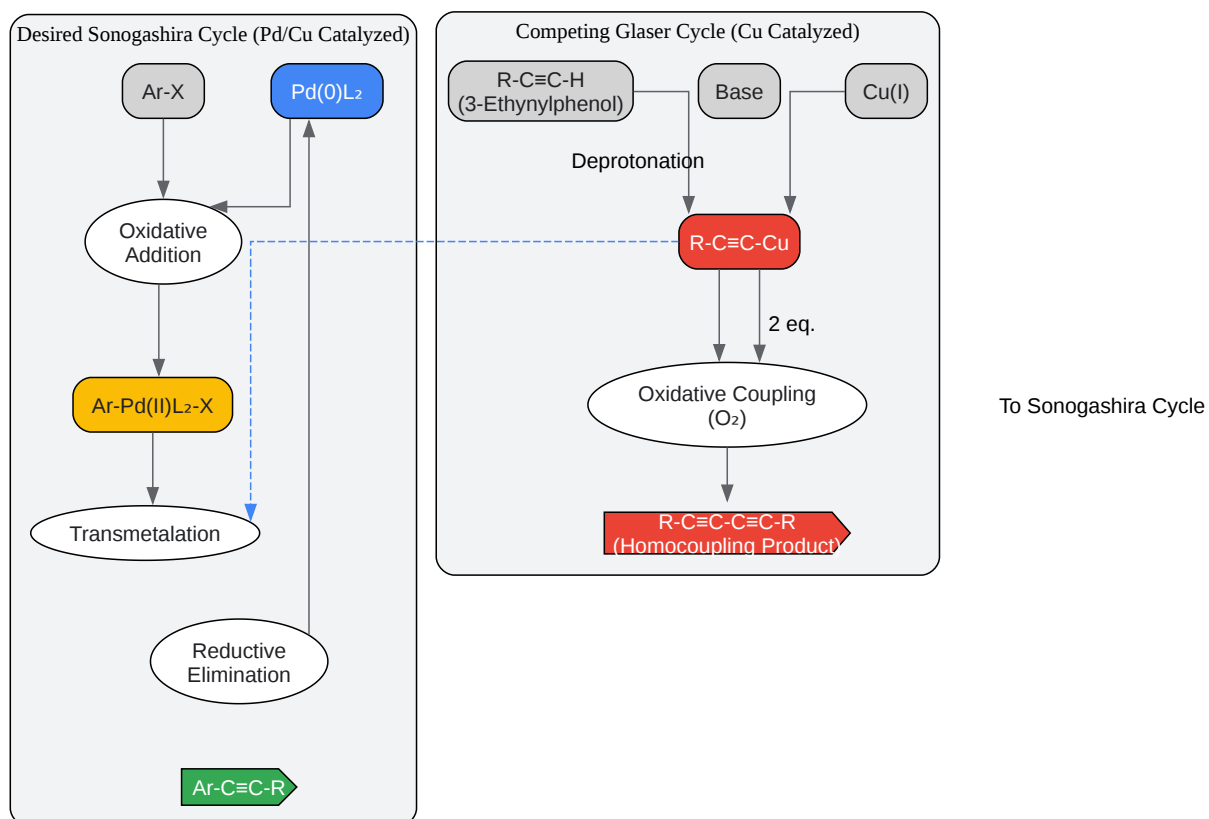 Desired Sonogashira Cycle (Pd/Cu Catalyzed)
Ar-X
Pd(0)L₂
Oxidative
Addition
Ar-Pd(II)L₂-X
Transmetalation
Reductive
Elimination
Ar-C≡C-R
Competing Glaser Cycle (Cu Catalyzed)
R-C≡C-H
(3-Ethynylphenol)
Base
Cu(I)
Deprotonation
R-C≡C-Cu
2 eq.
Oxidative Coupling
(O₂)
R-C≡C-C≡C-R
(Homocoupling Product)
To Sonogashira Cycle